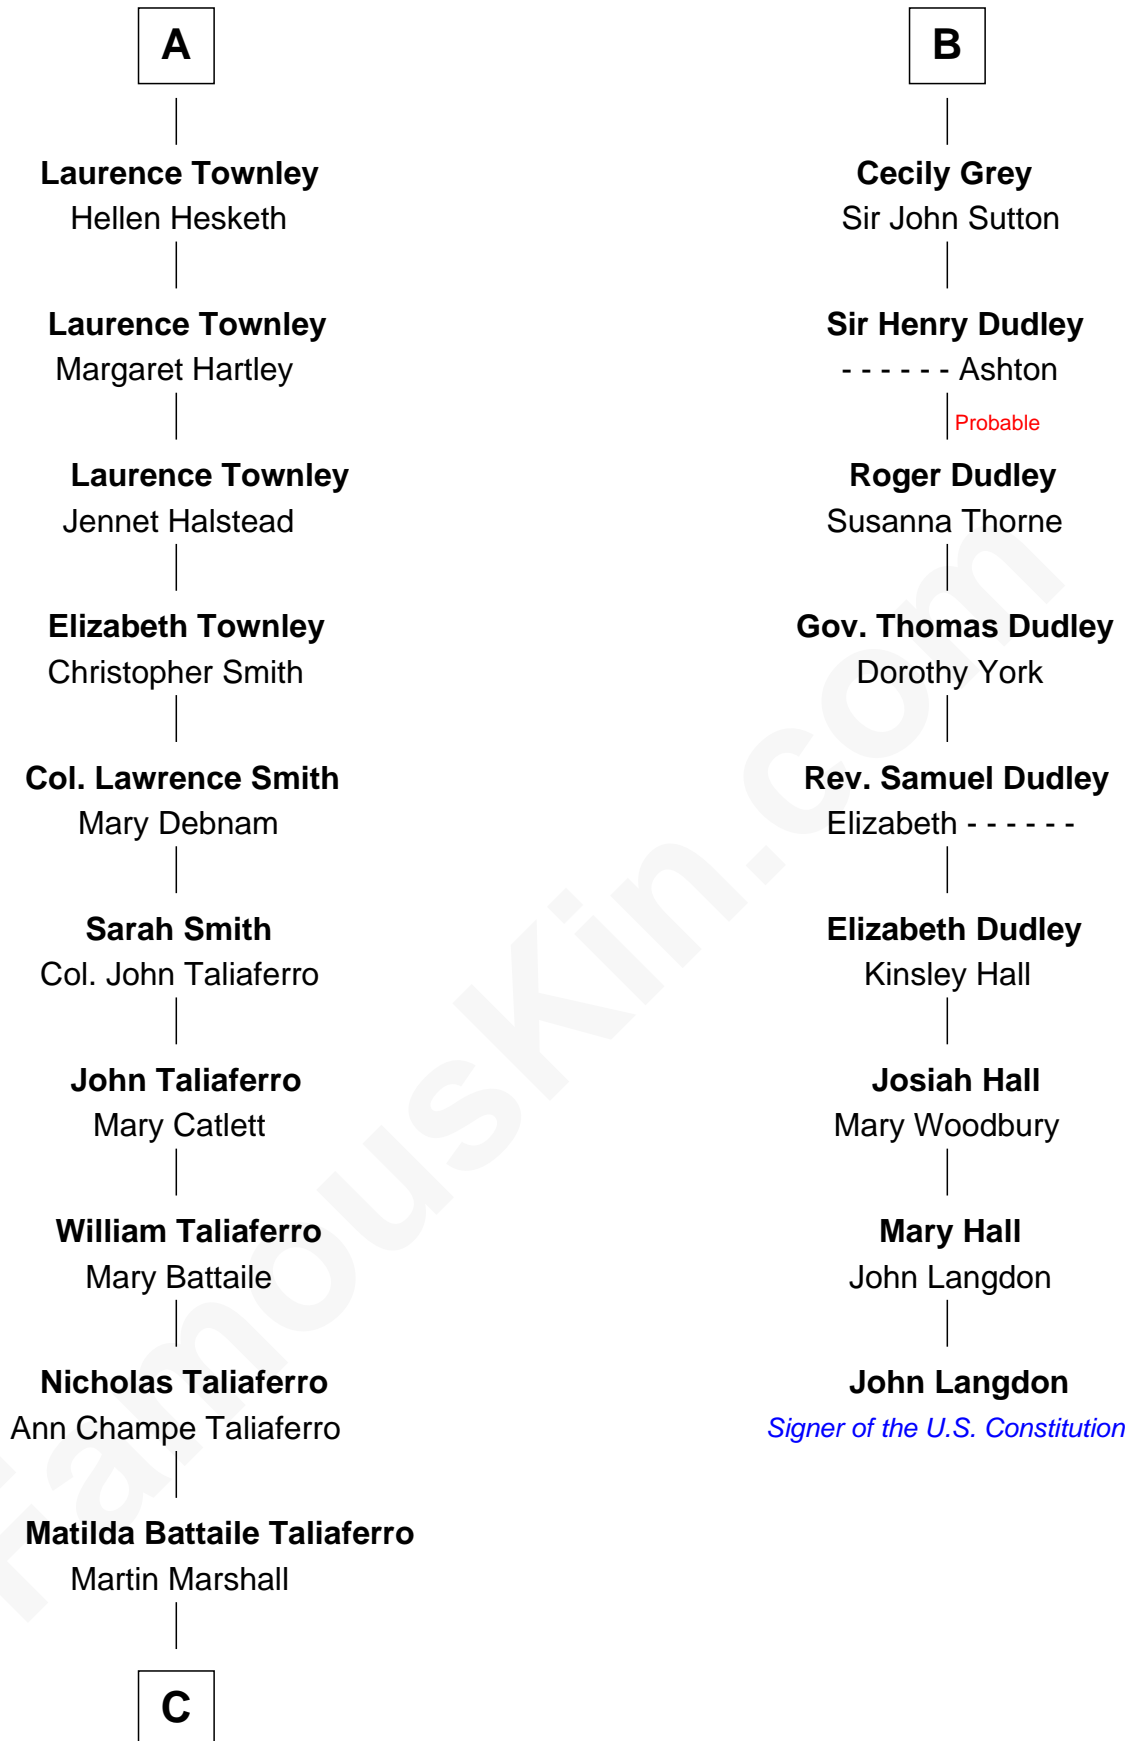 A
Laurence Townley
Hellen Hesketh
Laurence Townley
Margaret Hartley
Laurence Townley
Jennet Halstead
Elizabeth Townley
Christopher Smith
Col. Lawrence Smith
Mary Debnam
Sarah Smith
Col. John Taliaferro
John Taliaferro
Mary Catlett
William Taliaferro
Mary Battaile
Nicholas Taliaferro
Ann Champe Taliaferro
Matilda Battaile Taliaferro
Martin Marshall
C
B
Cecily Grey
Sir John Sutton
Sir Henry Dudley
- - - - - - Ashton
Probable
Roger Dudley
Susanna Thorne
Gov. Thomas Dudley
Dorothy York
Rev. Samuel Dudley
Elizabeth - - - - - -
Elizabeth Dudley
Kinsley Hall
Josiah Hall
Mary Woodbury
Mary Hall
John Langdon
John Langdon
Signer of the U.S. Constitution
FamousKin.com